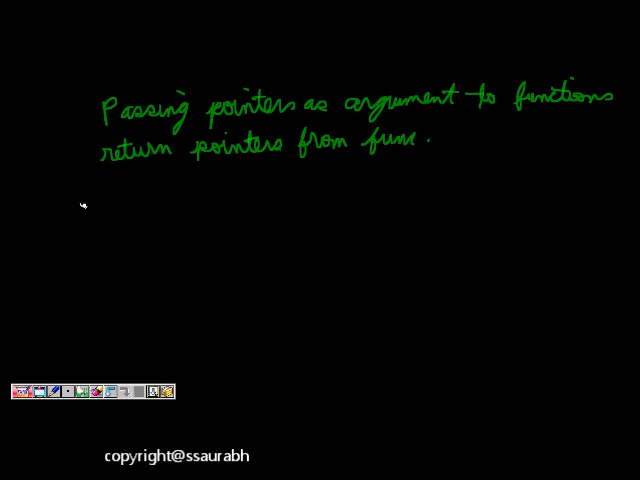 Passing pointers as argument to functions
return pointers from func.
copyright@ssaurabh